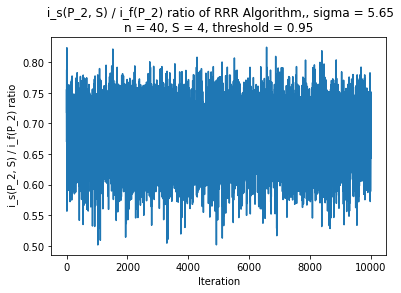 i_s(P_2, S) / i_f(P_2) ratio of RRR Algorithm,, sigma = 5.65
n = 40, S = 4, threshold = 0.95
i_s(P_2, S) / i_f(P_2) ratio
0.80
0.75
0.70
0.65
0.60
0.55
0.50
0 2000 4000 6000 8000 10000
Iteration